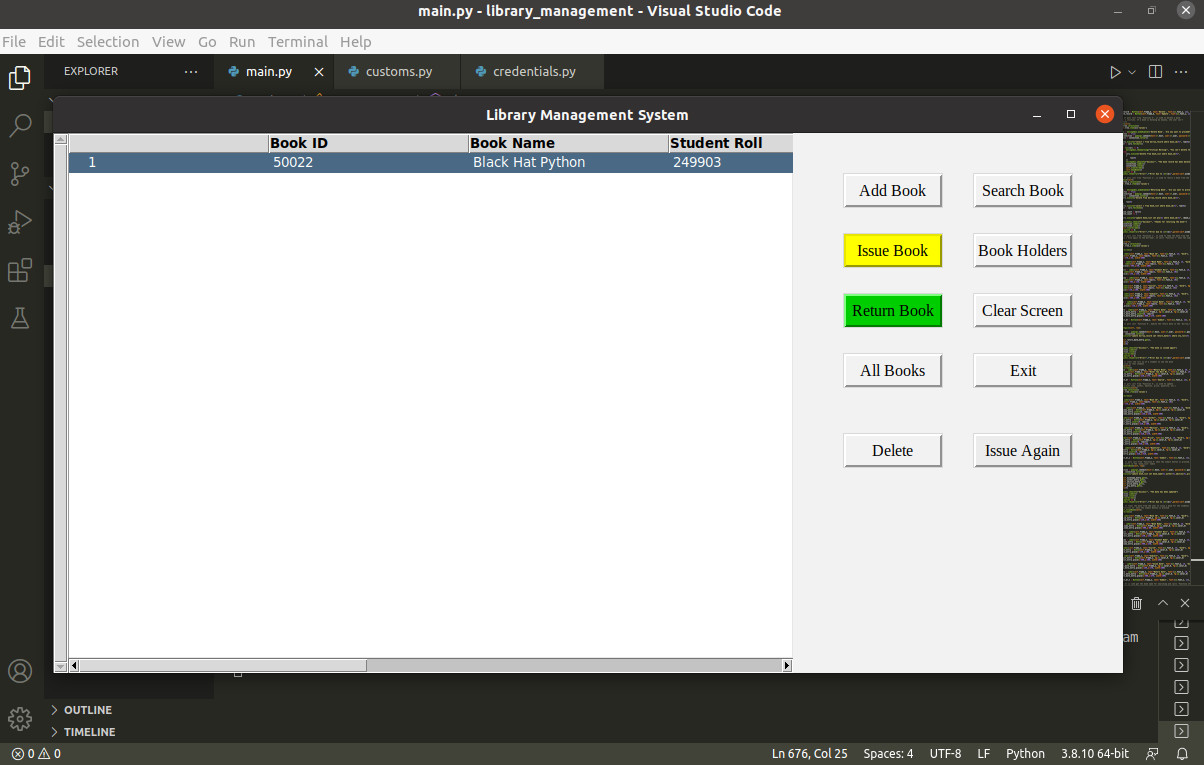 main.py - library_management - Visual Studio Code
File Edit Selection View Go Run Terminal Help
EXPLORER ··· main.py customs.py credentials.py
Library Management System
Book ID Book Name Student Roll
1 50022 Black Hat Python 249903
Add Book Search Book
Issue Book Book Holders
Return Book Clear Screen
All Books Exit
Delete Issue Again
am
OUTLINE
TIMELINE
0 0 Ln 676, Col 25 Spaces: 4 UTF-8 LF Python 3.8.10 64-bit